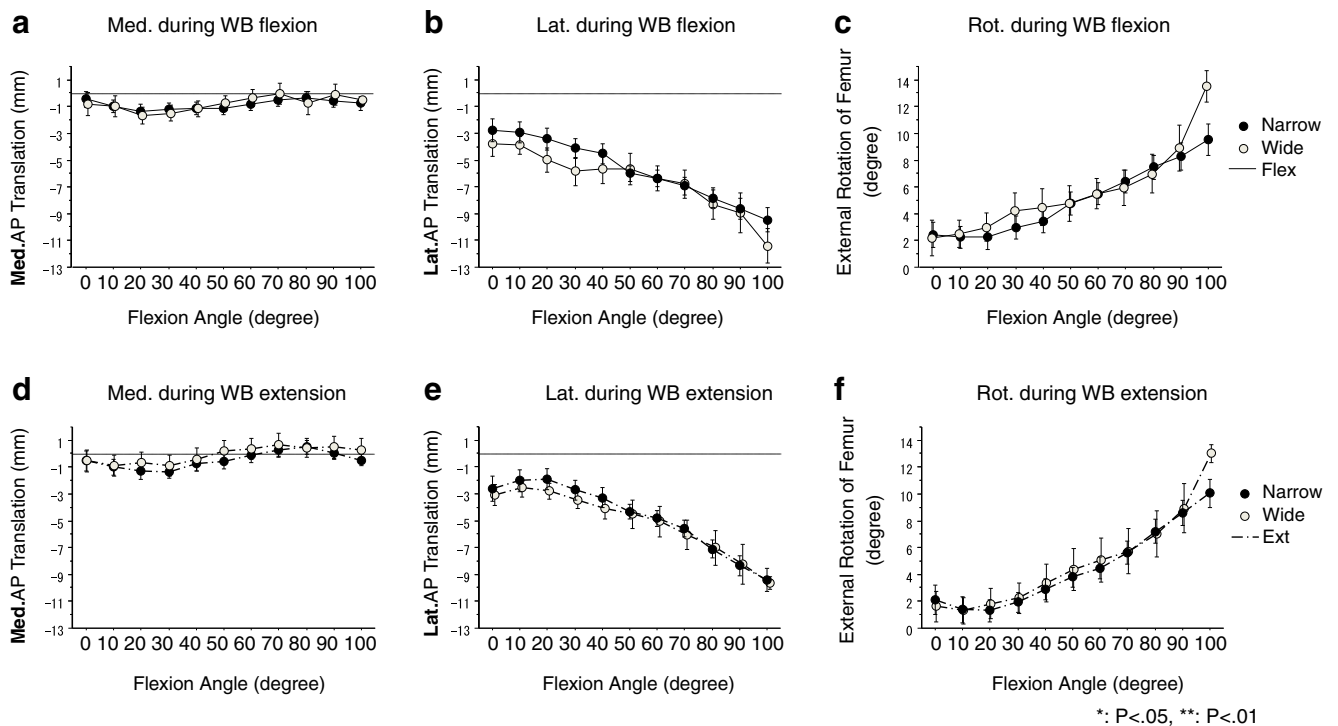 a Med. during WB flexion
b Lat. during WB flexion
c Rot. during WB flexion
Med.AP Translation (mm)
1
−1
−3
−5
−7
−9
−11
−13
0 10 20 30 40 50 60 70 80 90 100
Flexion Angle (degree)
Lat.AP Translation (mm)
1
−1
−3
−5
−7
−9
−11
−13
0 10 20 30 40 50 60 70 80 90 100
Flexion Angle (degree)
External Rotation of Femur
(degree)
14
12
10
8
6
4
2
0
0 10 20 30 40 50 60 70 80 90 100
Flexion Angle (degree)
Narrow
Wide
Flex
d Med. during WB extension
e Lat. during WB extension
f Rot. during WB extension
Med.AP Translation (mm)
1
−1
−3
−5
−7
−9
−11
−13
0 10 20 30 40 50 60 70 80 90 100
Flexion Angle (degree)
Lat.AP Translation (mm)
1
−1
−3
−5
−7
−9
−11
−13
0 10 20 30 40 50 60 70 80 90 100
Flexion Angle (degree)
External Rotation of Femur
(degree)
14
12
10
8
6
4
2
0
0 10 20 30 40 50 60 70 80 90 100
Flexion Angle (degree)
Narrow
Wide
Ext
*: P<.05, **: P<.01